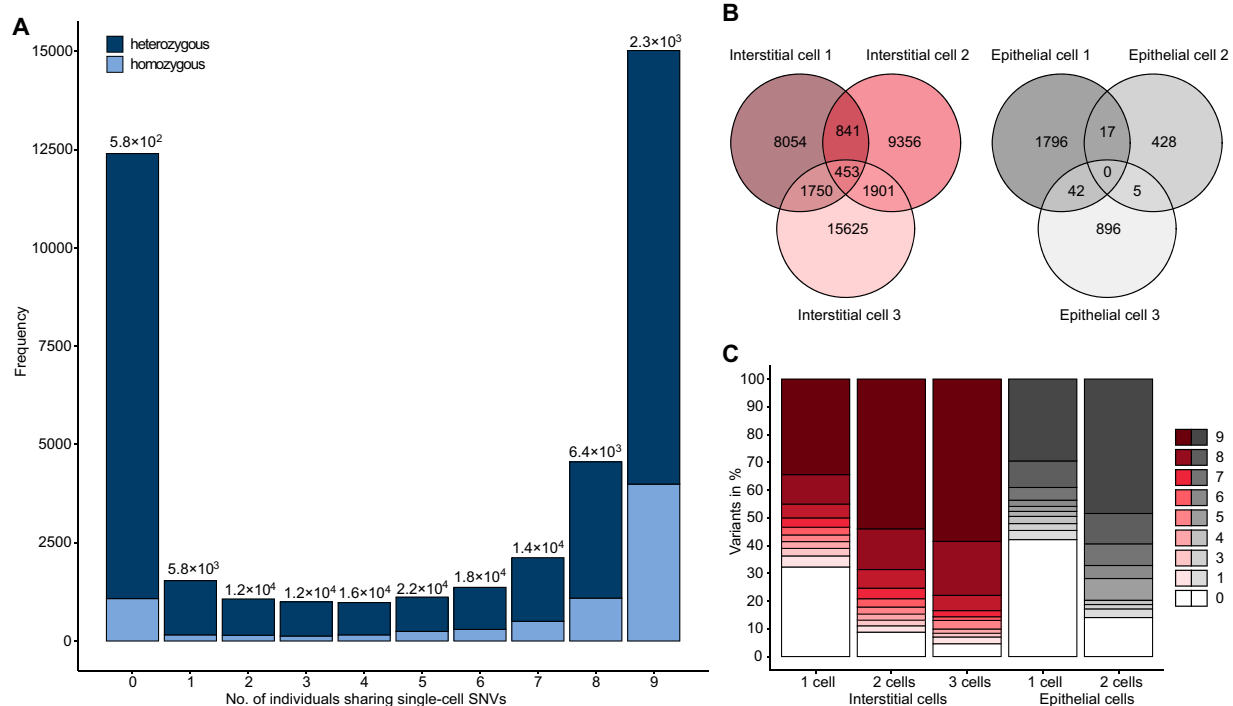 A
heterozygous
homozygous
Frequency
15000
12500
10000
7500
5000
2500
0
5.8×10²
5.8×10³
1.2×10⁴
1.2×10⁴
1.6×10⁴
2.2×10⁴
1.8×10⁴
1.4×10⁴
6.4×10³
2.3×10³
0 1 2 3 4 5 6 7 8 9
No. of individuals sharing single-cell SNVs
B
Interstitial cell 1 Interstitial cell 2
8054 841 9356
453
1750 1901
15625
Interstitial cell 3
Epithelial cell 1 Epithelial cell 2
1796 17 428
0
42 5
896
Epithelial cell 3
C
Variants in %
100
90
80
70
60
50
40
30
20
10
0
1 cell 2 cells 3 cells 1 cell 2 cells
Interstitial cells Epithelial cells
9
8
7
6
5
4
3
1
0